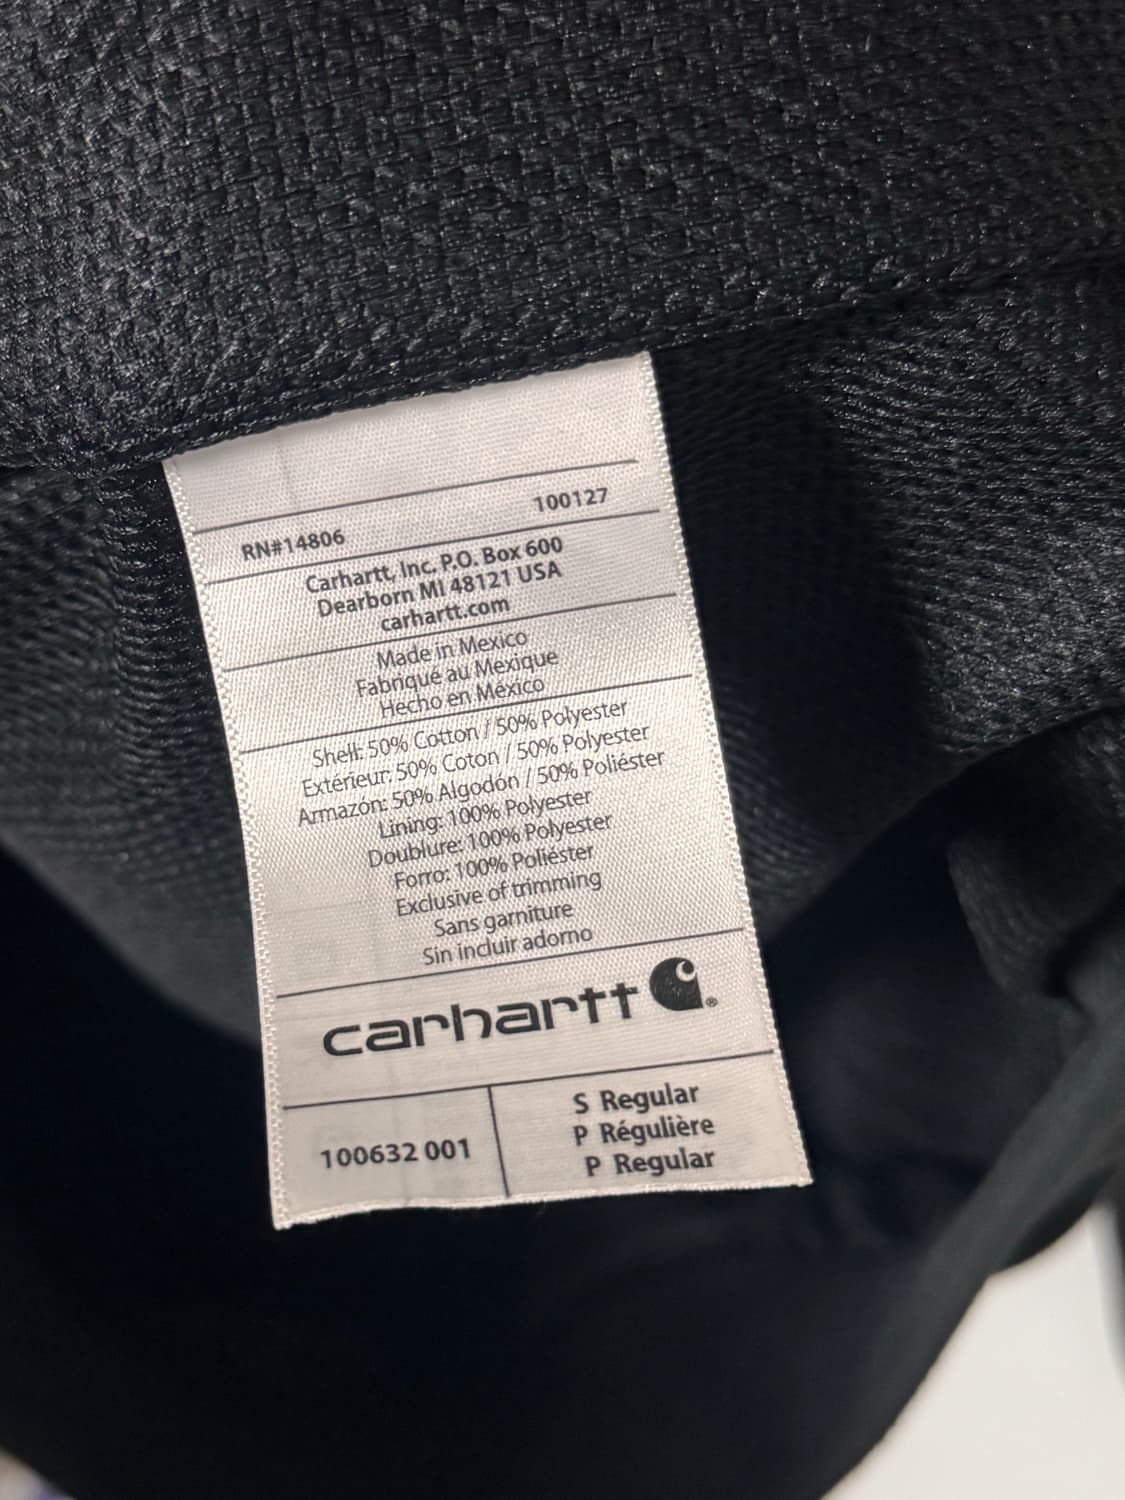 RN#14806 100127
Carhartt, Inc. P.O. Box 600
Dearborn MI 48121 USA
carhartt.com
Made in Mexico
Fabriqué au Mexique
Hecho en México
Shell: 50% Cotton / 50% Polyester
Extérieur: 50% Coton / 50% Polyester
Armazón: 50% Algodón / 50% Poliéster
Lining: 100% Polyester
Doublure: 100% Polyester
Forro: 100% Poliéster
Exclusive of trimming
Sans garniture
Sin incluir adorno
carhartt ®
100632 001
S Regular
P Régulière
P Regular